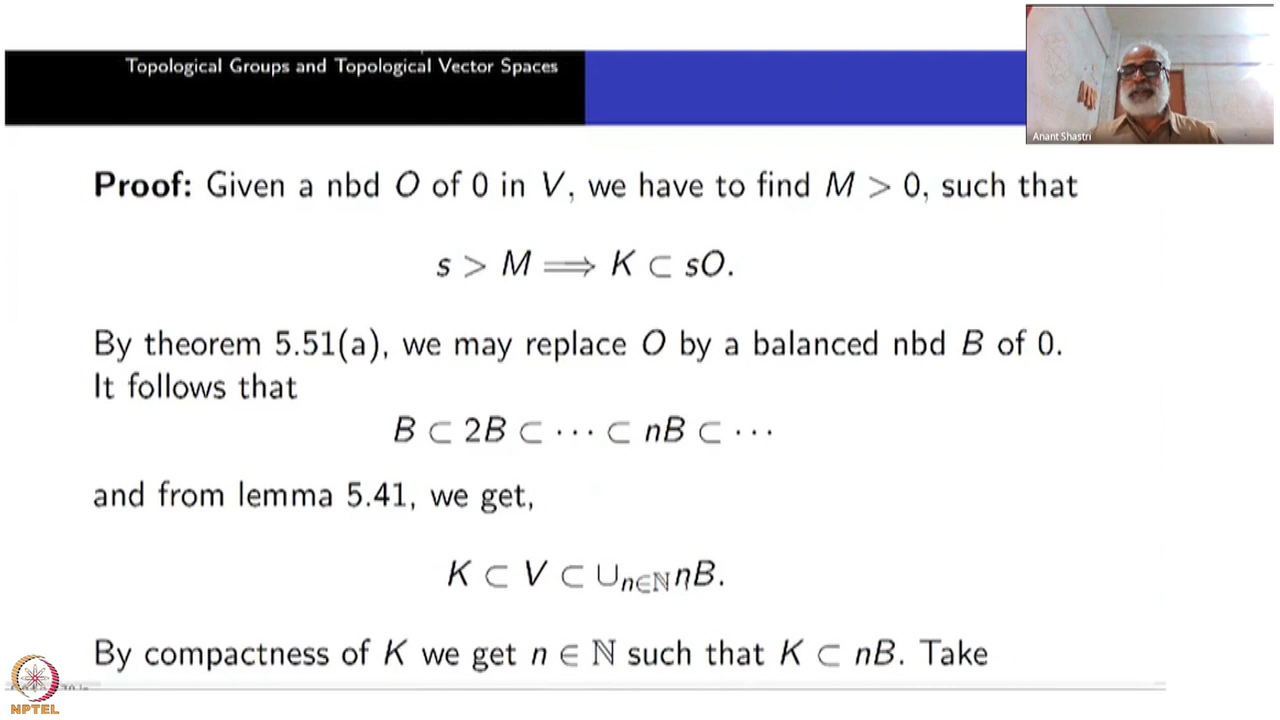 Topological Groups and Topological Vector Spaces
Anant Shastri
Proof: Given a nbd O of 0 in V, we have to find M > 0, such that
s > M ⟹ K ⊂ sO.
By theorem 5.51(a), we may replace O by a balanced nbd B of 0.
It follows that
B ⊂ 2B ⊂ ··· ⊂ nB ⊂ ···
and from lemma 5.41, we get,
K ⊂ V ⊂ ∪_{n∈ℕ} nB.
By compactness of K we get n ∈ ℕ such that K ⊂ nB. Take
NPTEL